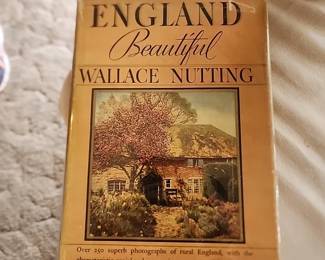 ENGLAND
Beautiful
WALLACE NUTTING
Over 250 superb photographs of rural England, with the